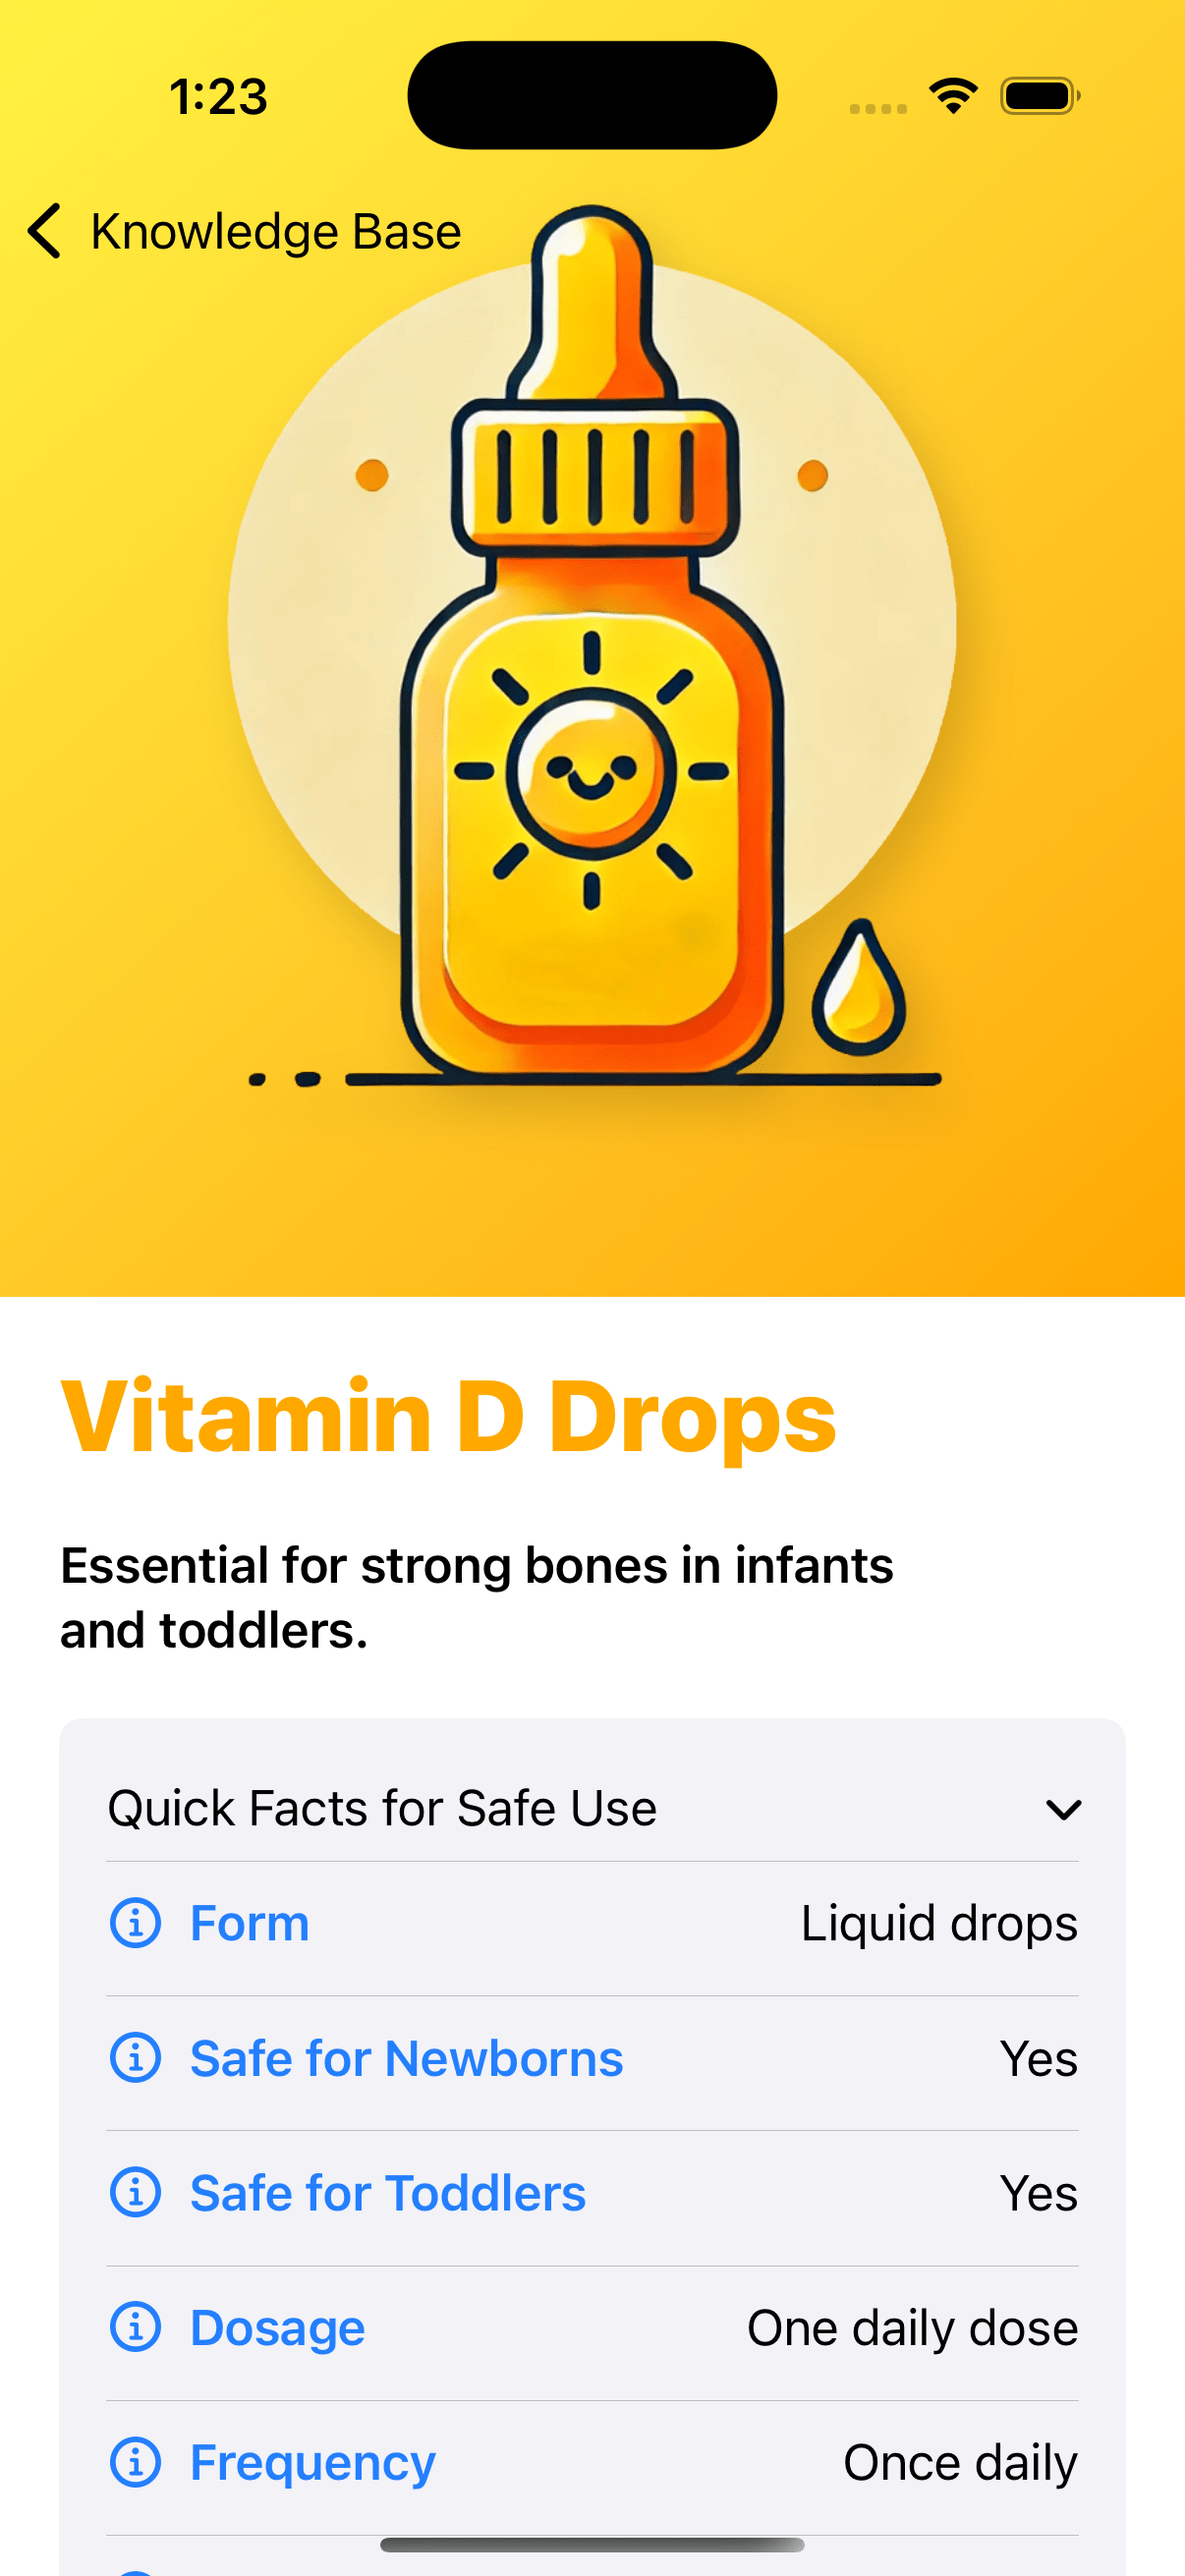 1:23
Knowledge Base
Vitamin D Drops
Essential for strong bones in infants
and toddlers.
Quick Facts for Safe Use
Form Liquid drops
Safe for Newborns Yes
Safe for Toddlers Yes
Dosage One daily dose
Frequency Once daily